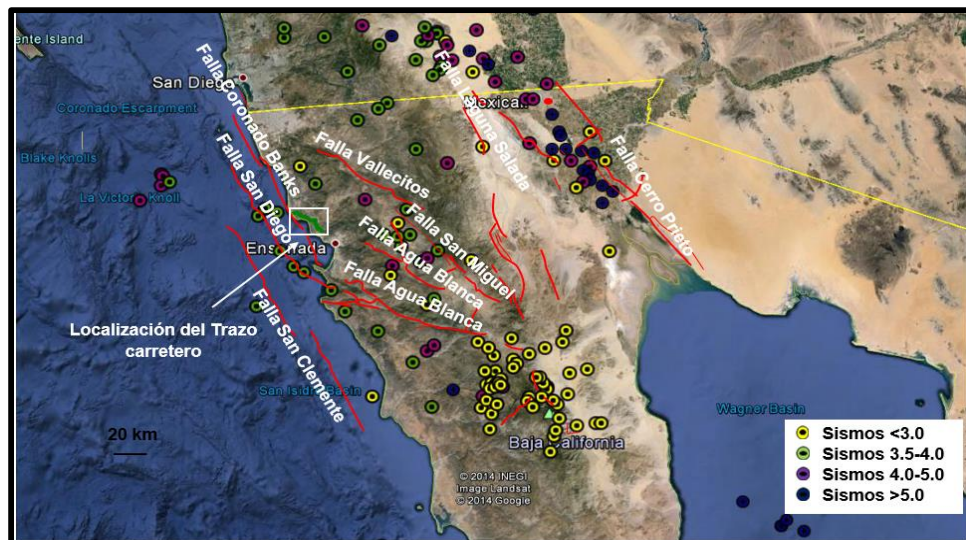 ente Island
San Dieg
Coronado Escarpment
Blake Knolls
La Victoria Knoll
Falla Coronado Banks
Falla San Diego
Falla San Clemente
Falla Vallecitos
Falla San Miguel
Falla Agua Blanca
Falla Agua Blanca
Falla Laguna Salada
Mexical...
Falla Cerro Prieto
Ensenada
Localización del Trazo
carretero
San Isidro Basin
20 km
Baja California
Wagner Basin
© 2014 INEGI
Image Landsat
© 2014 Google
Sismos <3.0
Sismos 3.5-4.0
Sismos 4.0-5.0
Sismos >5.0